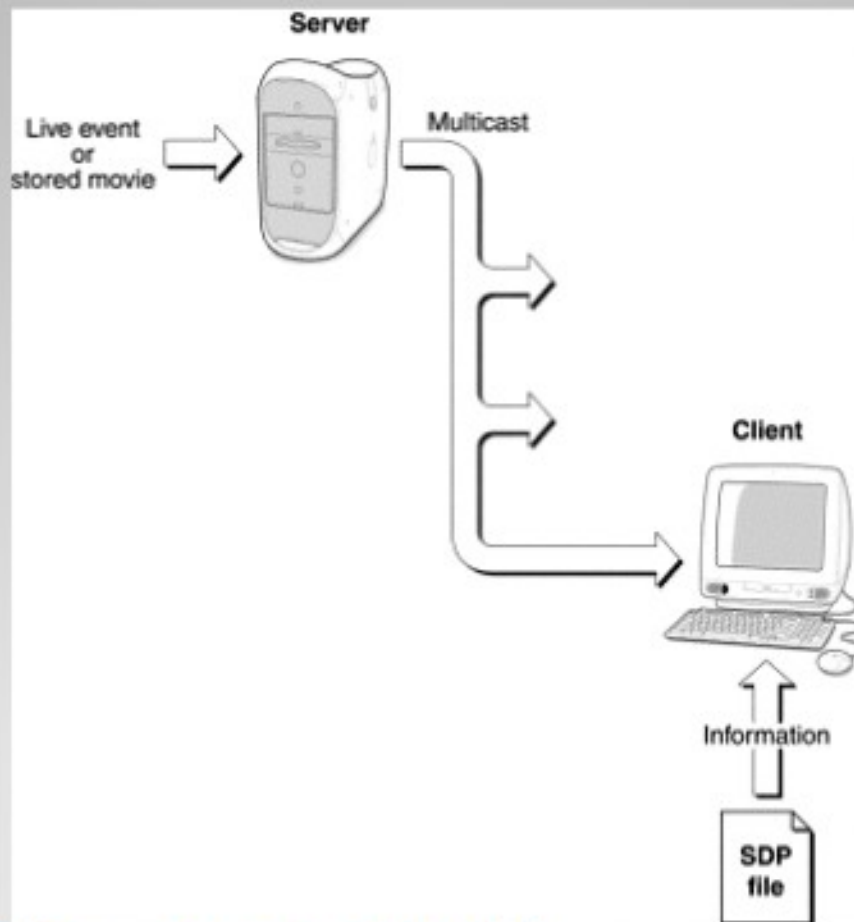 Server
Live event
or
stored movie
Multicast
Client
Information
SDP
file